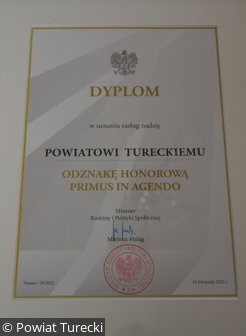 DYPLOM
w uznaniu zasług nadaję
POWIATOWI TURECKIEMU
ODZNAKĘ HONOROWĄ
PRIMUS IN AGENDO
Minister
Rodziny i Polityki Społecznej
Marlena Maląg
14 listopada 2022 r.
© Powiat Turecki